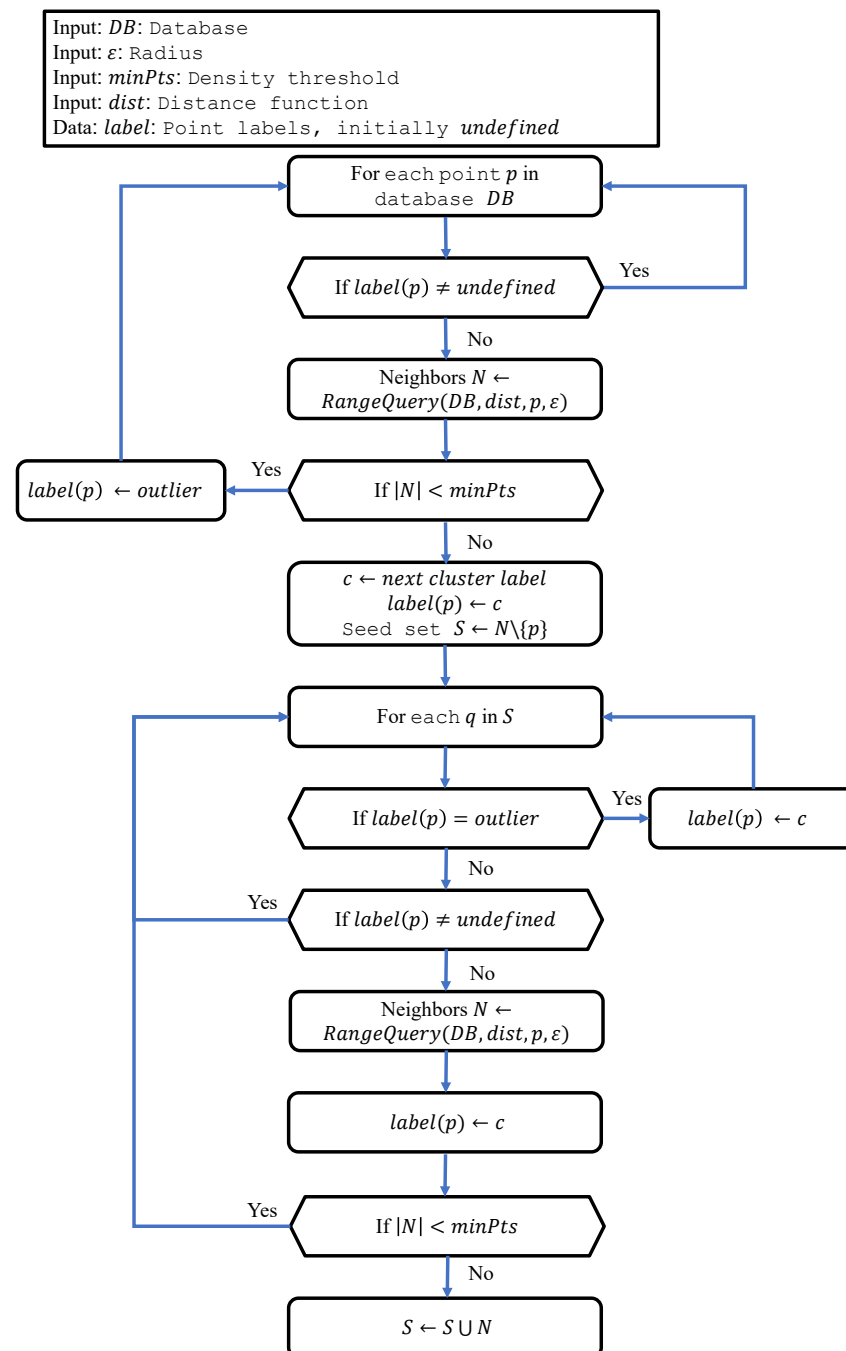 Input: DB: Database
Input: ε: Radius
Input: minPts: Density threshold
Input: dist: Distance function
Data: label: Point labels, initially undefined
For each point p in
database DB
If label(p) ≠ undefined
Yes
No
Neighbors N ←
RangeQuery(DB, dist, p, ε)
Yes
label(p) ← outlier
If |N| < minPts
No
c ← next cluster label
label(p) ← c
Seed set S ← N\{p}
For each q in S
If label(p) = outlier
Yes
label(p) ← c
No
Yes
If label(p) ≠ undefined
No
Neighbors N ←
RangeQuery(DB, dist, p, ε)
label(p) ← c
Yes
If |N| < minPts
No
S ← S ∪ N